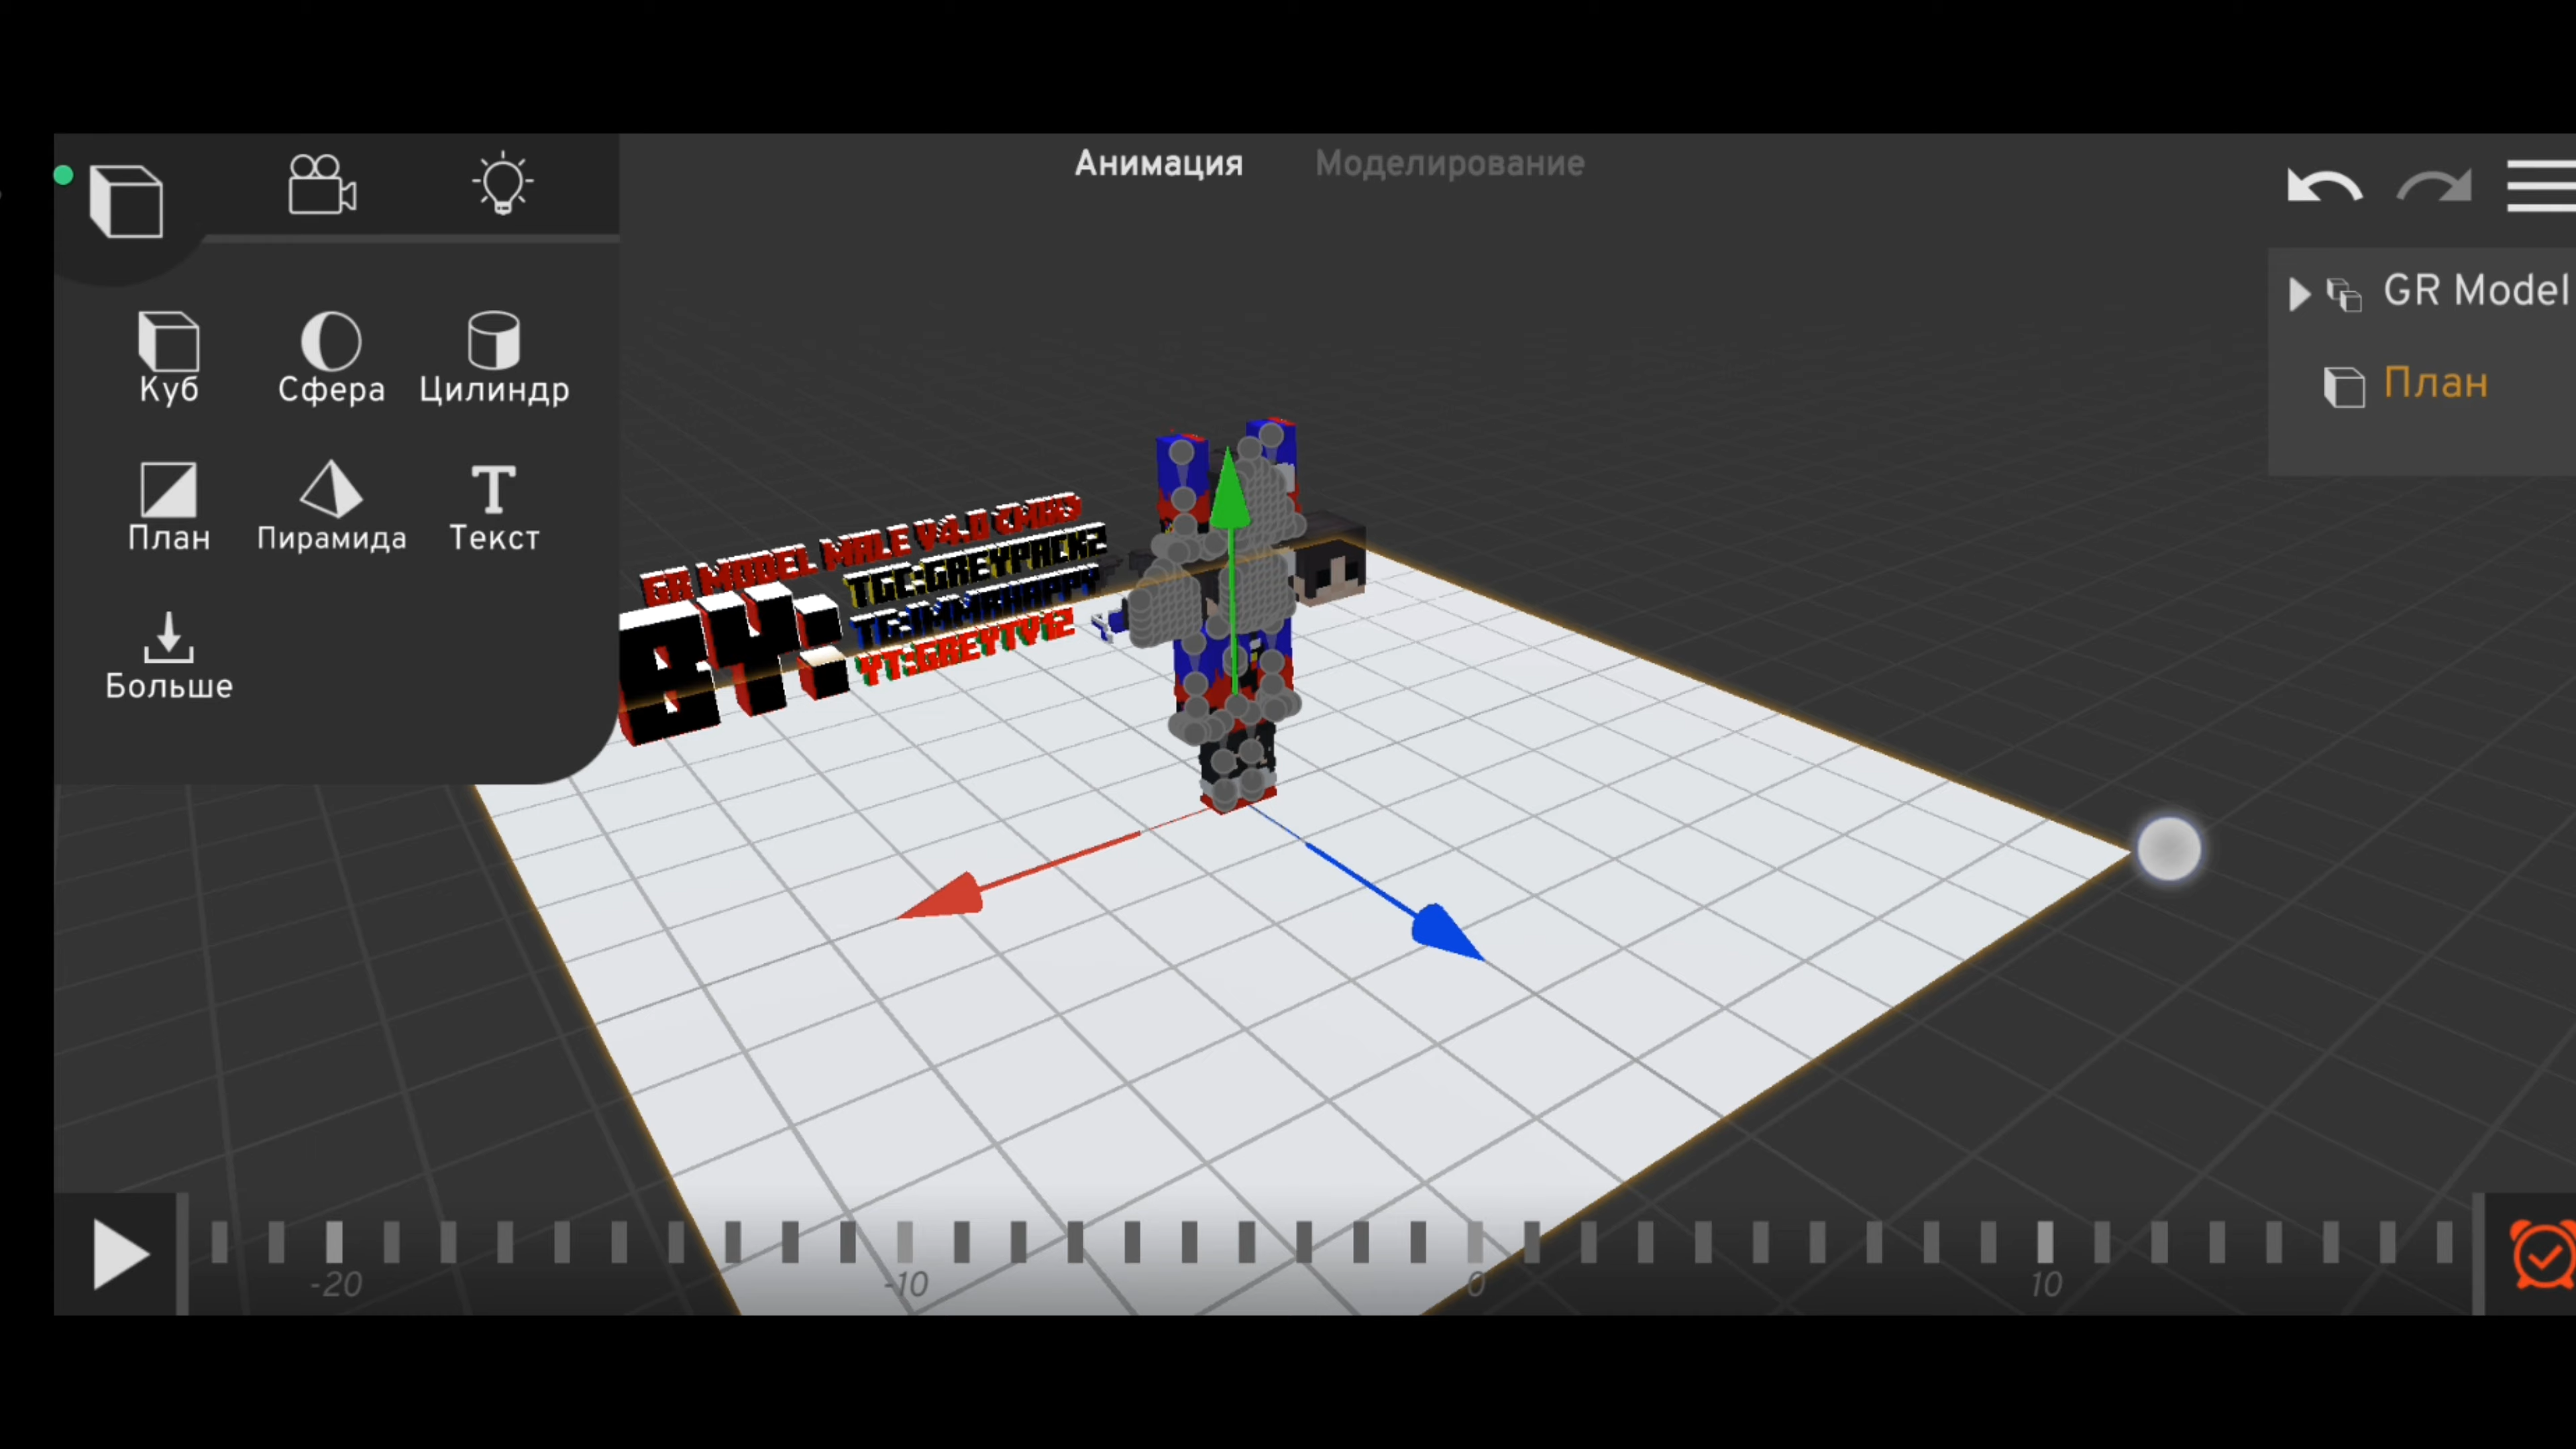 Анимация Моделирование
GR Model
План
Куб Сфера Цилиндр
План Пирамида Текст
Больше
GR MODEL MALE V4.0 <MIX>
TGC:GREYPACK2
YT:GREYTV12
BY:
-20 -10 0 10